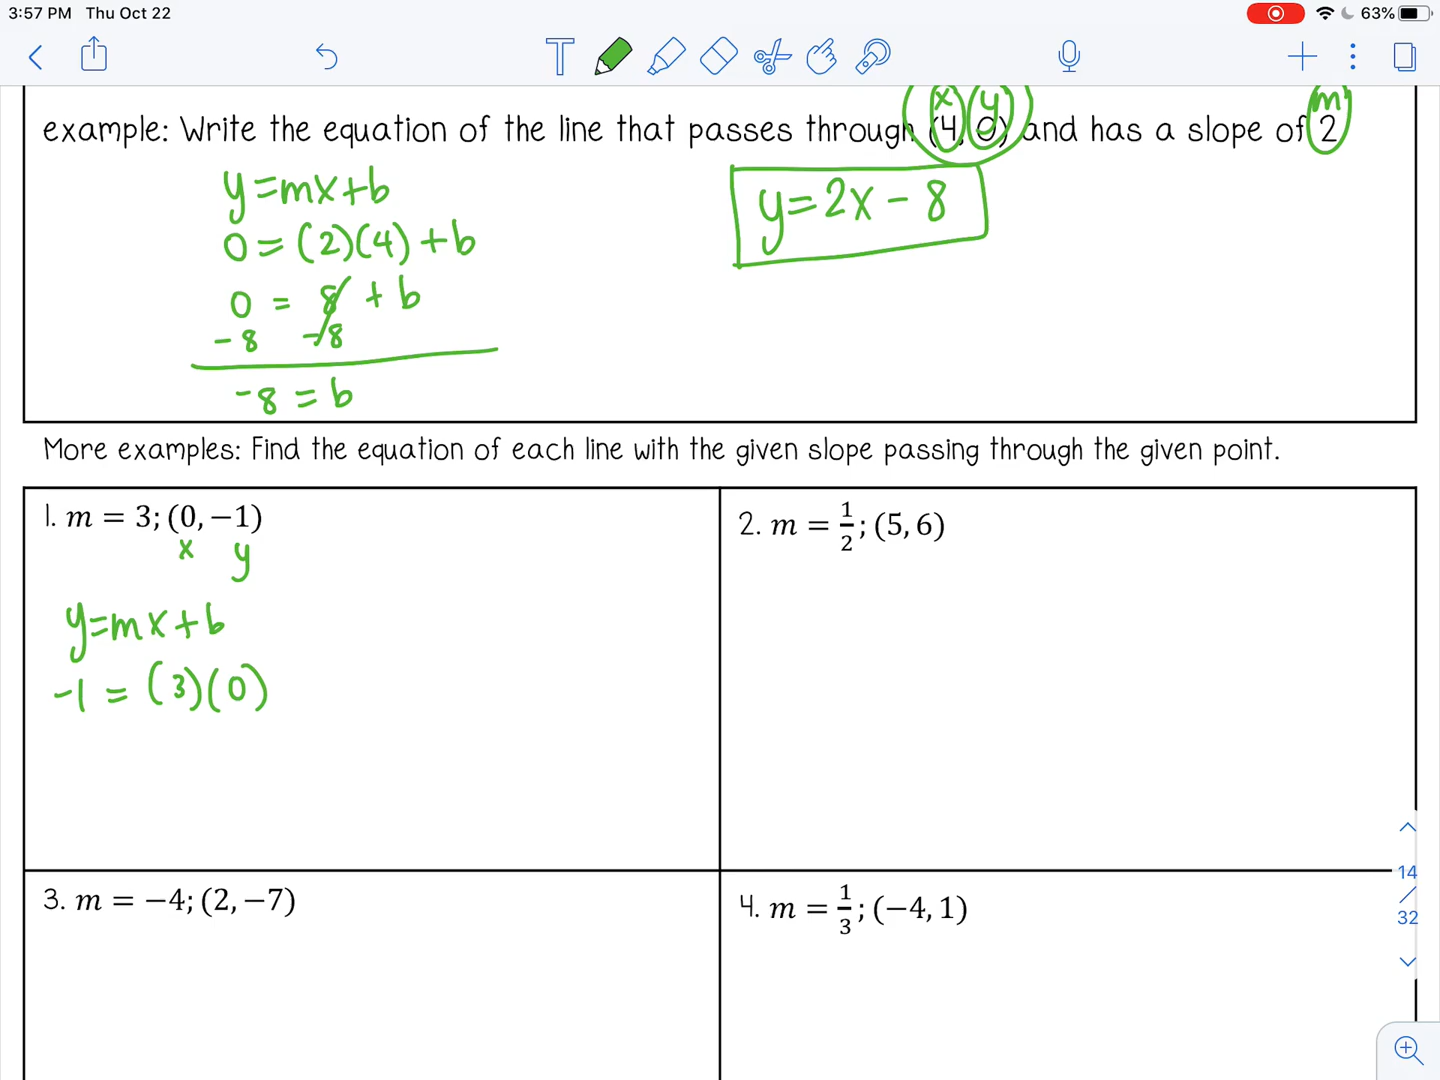 3:57 PM Thu Oct 22
63%
x y m
example: Write the equation of the line that passes through (4, 0) and has a slope of 2
y=mx+b
y=2x-8
0=(2)(4)+b
0 = 8 + b
-8 -8
-8 = b
More examples: Find the equation of each line with the given slope passing through the given point.
1. m = 3; (0, −1)
x y
y=mx+b
-1 = (3)(0)
2. m = 1/2; (5, 6)
3. m = −4; (2, −7)
4. m = 1/3; (−4, 1)
14
/
32